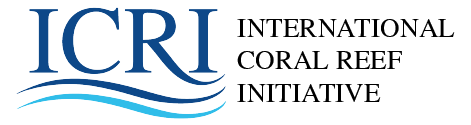 ICRI
INTERNATIONAL
CORAL REEF
INITIATIVE